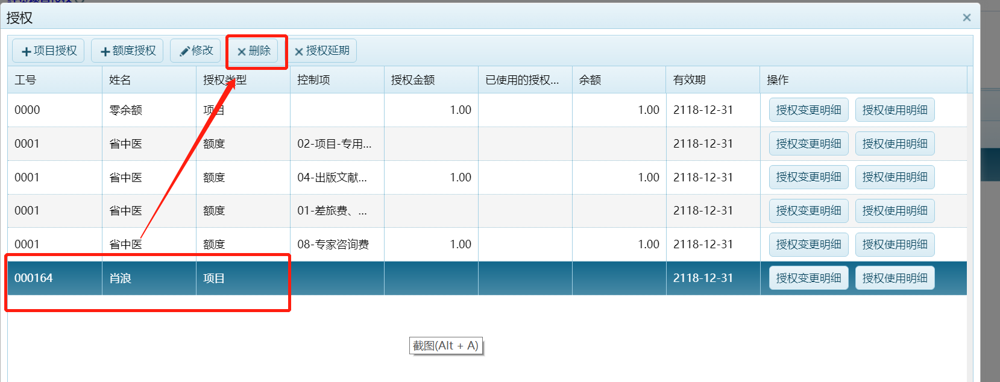 授权
项目授权 额度授权 修改 删除 授权延期
工号 姓名 授权类型 控制项 授权金额 已使用的授权... 余额 有效期 操作
0000 零余额 项目 1.00 1.00 2118-12-31 授权变更明细 授权使用明细
0001 省中医 额度 02-项目-专用... 2118-12-31 授权变更明细 授权使用明细
0001 省中医 额度 04-出版文献... 1.00 1.00 2118-12-31 授权变更明细 授权使用明细
0001 省中医 额度 01-差旅费、... 2118-12-31 授权变更明细 授权使用明细
0001 省中医 额度 08-专家咨询费 1.00 1.00 2118-12-31 授权变更明细 授权使用明细
000164 肖浪 项目 2118-12-31 授权变更明细 授权使用明细
截图(Alt + A)